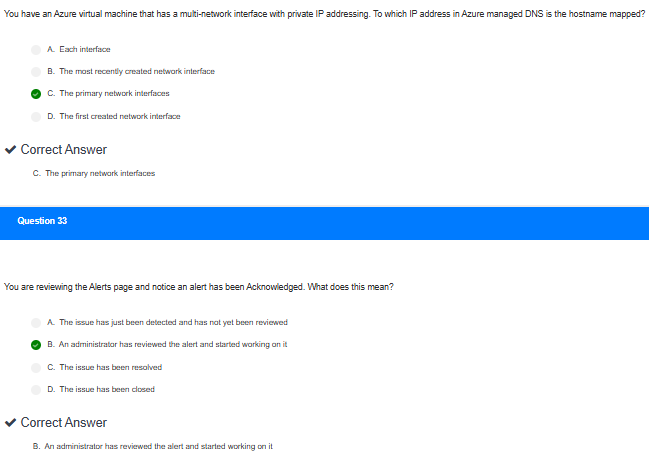 You have an Azure virtual machine that has a multi-network interface with private IP addressing. To which IP address in Azure managed DNS is the hostname mapped?
A. Each interface
B. The most recently created network interface
C. The primary network interfaces
D. The first created network interface
Correct Answer
C. The primary network interfaces
Question 33
You are reviewing the Alerts page and notice an alert has been Acknowledged. What does this mean?
A. The issue has just been detected and has not yet been reviewed
B. An administrator has reviewed the alert and started working on it
C. The issue has been resolved
D. The issue has been closed
Correct Answer
B. An administrator has reviewed the alert and started working on it